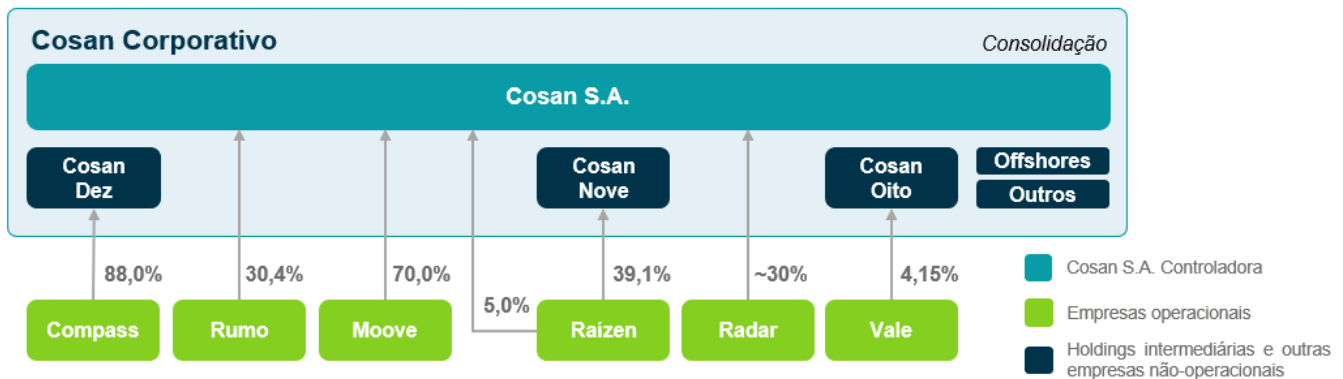 Cosan Corporativo
Consolidação
Cosan S.A.
Cosan
Dez
Cosan
Nove
Cosan
Oito
Offshores
Outros
88,0%
30,4%
70,0%
5,0%
39,1%
~30%
4,15%
Compass
Rumo
Moove
Raízen
Radar
Vale
Cosan S.A. Controladora
Empresas operacionais
Holdings intermediárias e outras
empresas não-operacionais